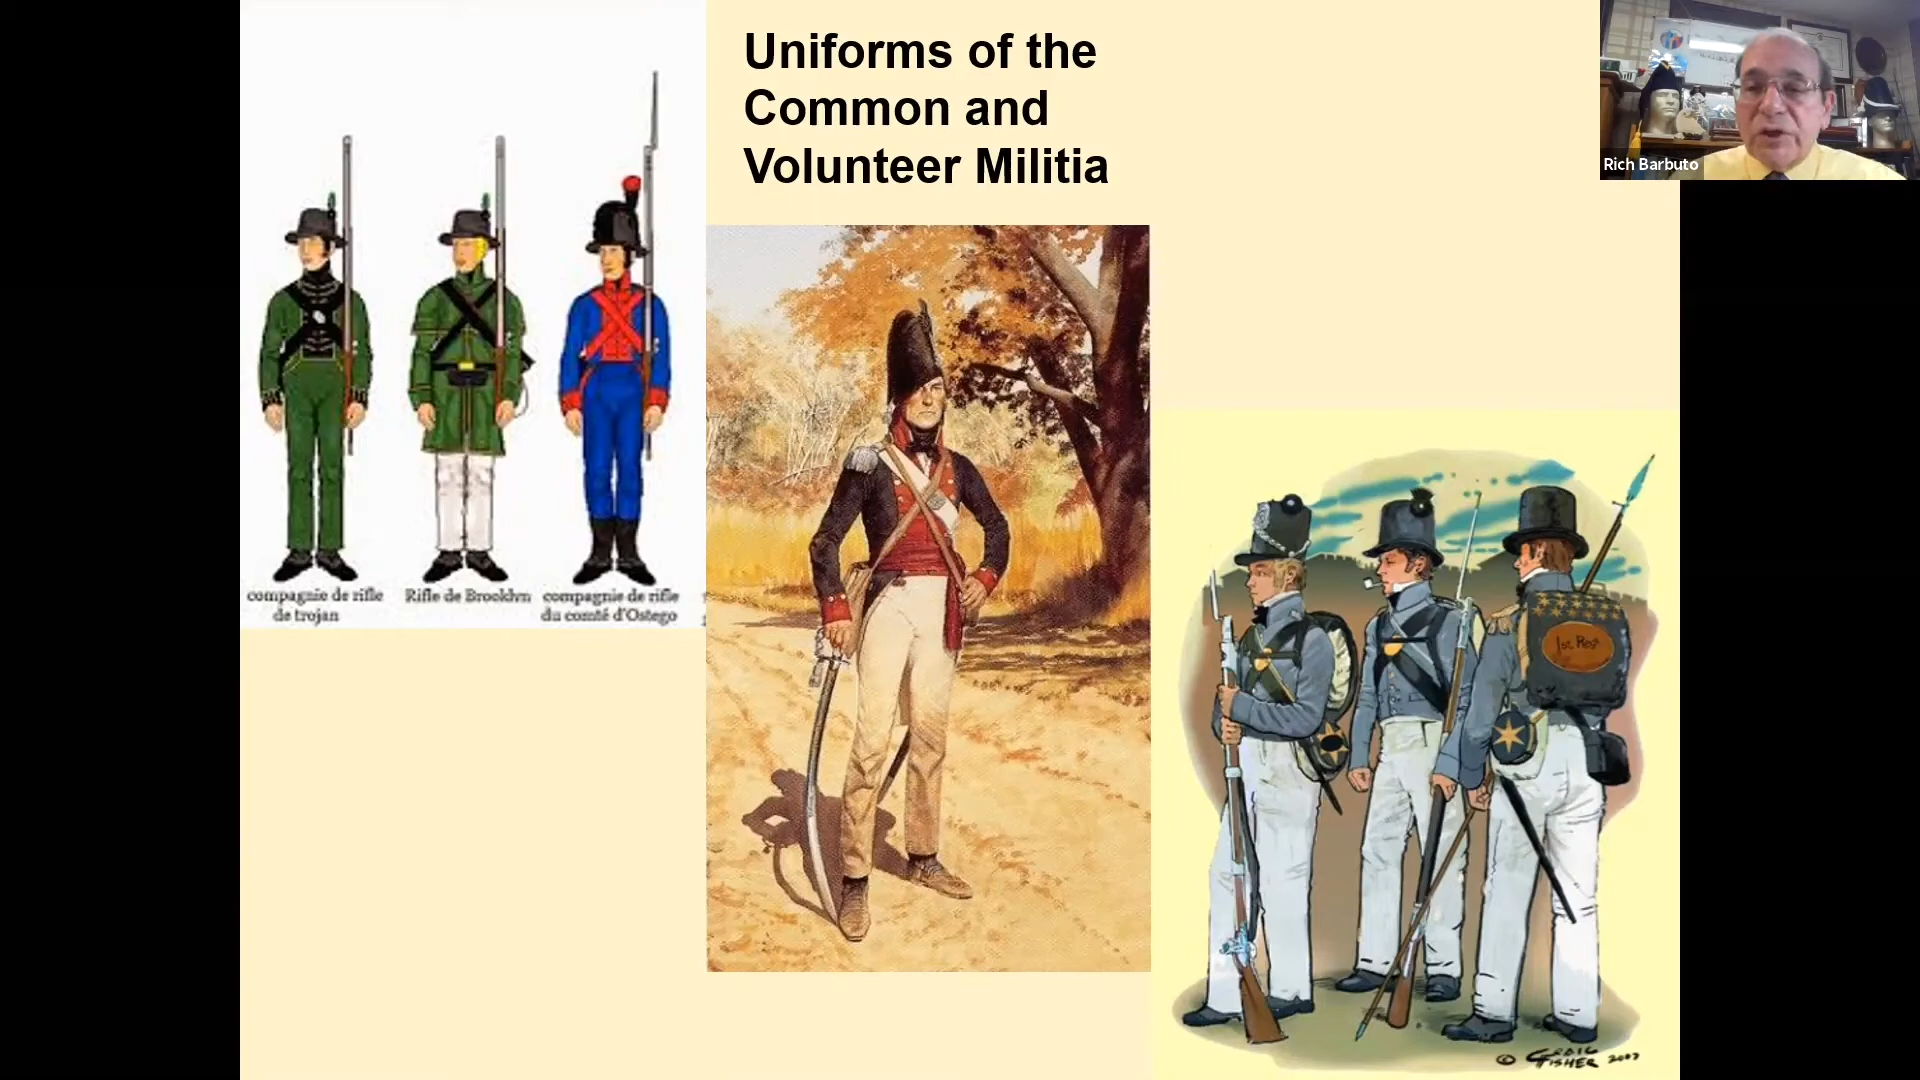 Uniforms of the
Common and
Volunteer Militia
Rich Barbuto
compagnie de rifle
de trojan
Rifle de Brooklyn
compagnie de rifle
du comté d'Ostego
1st Regt
© CRAIG
FISHER 2007